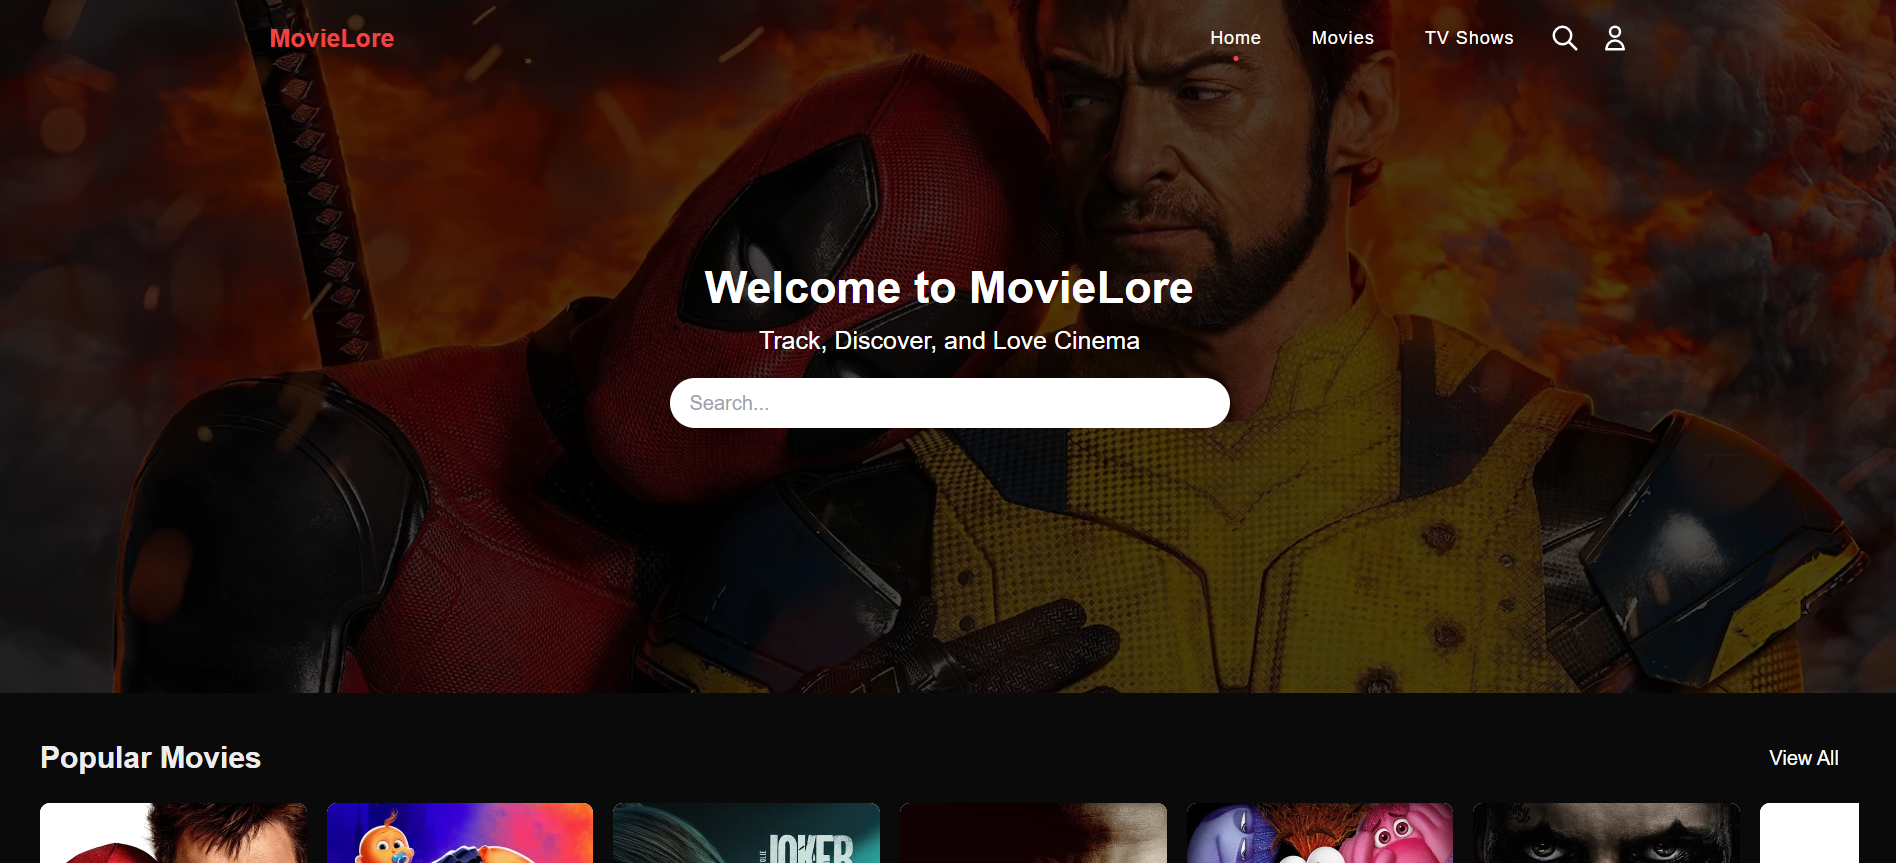 MovieLore
Home
Movies
TV Shows
Welcome to MovieLore
Track, Discover, and Love Cinema
Search...
Popular Movies
View All
JOKER